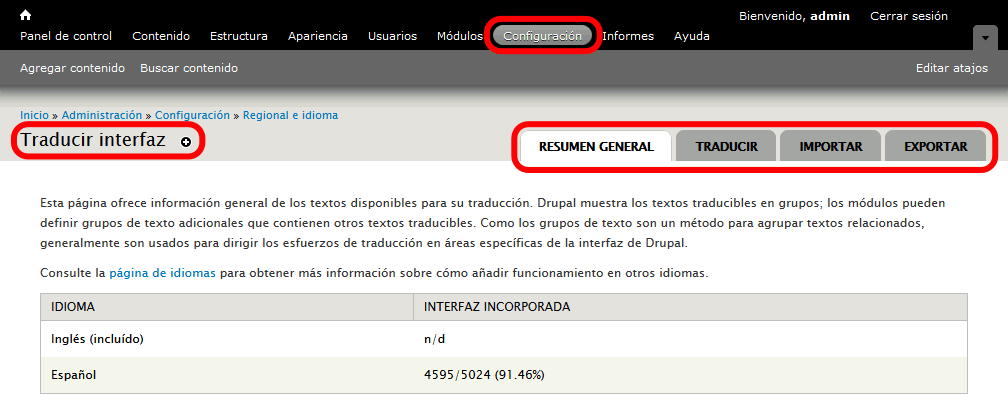 Bienvenido, admin Cerrar sesión
Panel de control Contenido Estructura Apariencia Usuarios Módulos Configuración Informes Ayuda
Agregar contenido Buscar contenido Editar atajos
Inicio » Administración » Configuración » Regional e idioma
Traducir interfaz
RESUMEN GENERAL TRADUCIR IMPORTAR EXPORTAR
Esta página ofrece información general de los textos disponibles para su traducción. Drupal muestra los textos traducibles en grupos; los módulos pueden
definir grupos de texto adicionales que contienen otros textos traducibles. Como los grupos de texto son un método para agrupar textos relacionados,
generalmente son usados para dirigir los esfuerzos de traducción en áreas específicas de la interfaz de Drupal.
Consulte la página de idiomas para obtener más información sobre cómo añadir funcionamiento en otros idiomas.
IDIOMA INTERFAZ INCORPORADA
Inglés (incluído) n/d
Español 4595/5024 (91.46%)